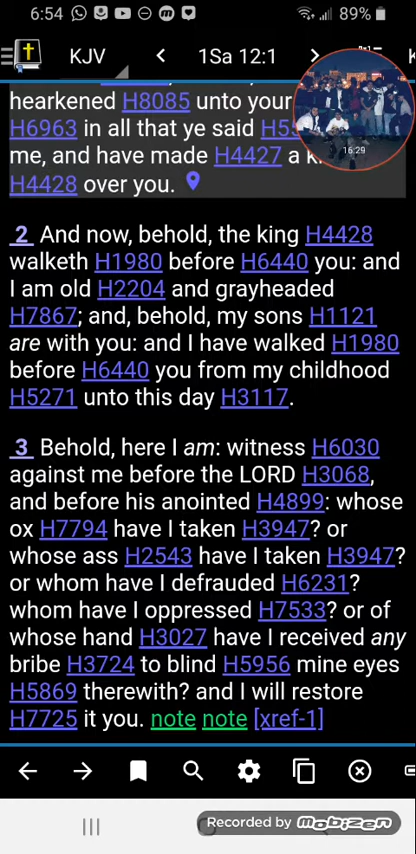 6:54 89%
KJV < 1Sa 12:1 >
hearkened H8085 unto your
16:29
H6963 in all that ye said
me, and have made H4427 a
H4428 over you.
2 And now, behold, the king H4428
walketh H1980 before H6440 you: and
I am old H2204 and grayheaded
H7867; and, behold, my sons H1121
are with you: and I have walked H1980
before H6440 you from my childhood
H5271 unto this day H3117.
3 Behold, here I am: witness H6030
against me before the LORD H3068,
and before his anointed H4899: whose
ox H7794 have I taken H3947? or
whose ass H2543 have I taken H3947?
or whom have I defrauded H6231?
whom have I oppressed H7533? or of
whose hand H3027 have I received any
bribe H3724 to blind H5956 mine eyes
H5869 therewith? and I will restore
H7725 it you. note note [xref-1]
Recorded by MOBIZEN